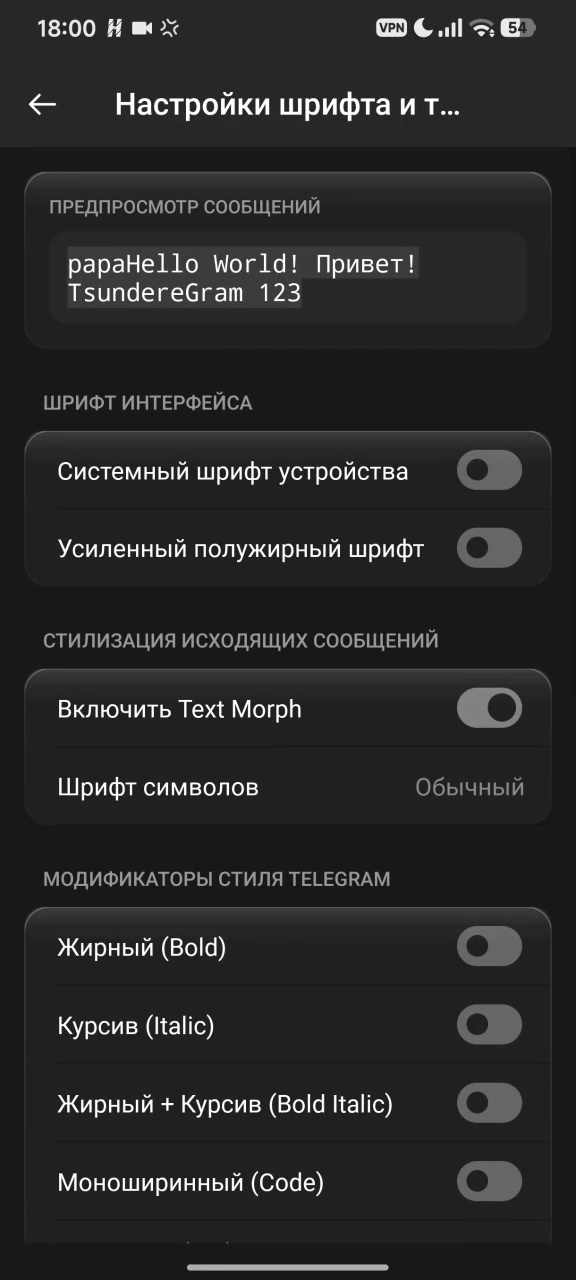 18:00 VPN 54
Настройки шрифта и т...
ПРЕДПРОСМОТР СООБЩЕНИЙ
papaHello World! Привет!
TsundereGram 123
ШРИФТ ИНТЕРФЕЙСА
Системный шрифт устройства
Усиленный полужирный шрифт
СТИЛИЗАЦИЯ ИСХОДЯЩИХ СООБЩЕНИЙ
Включить Text Morph
Шрифт символов Обычный
МОДИФИКАТОРЫ СТИЛЯ TELEGRAM
Жирный (Bold)
Курсив (Italic)
Жирный + Курсив (Bold Italic)
Моноширинный (Code)